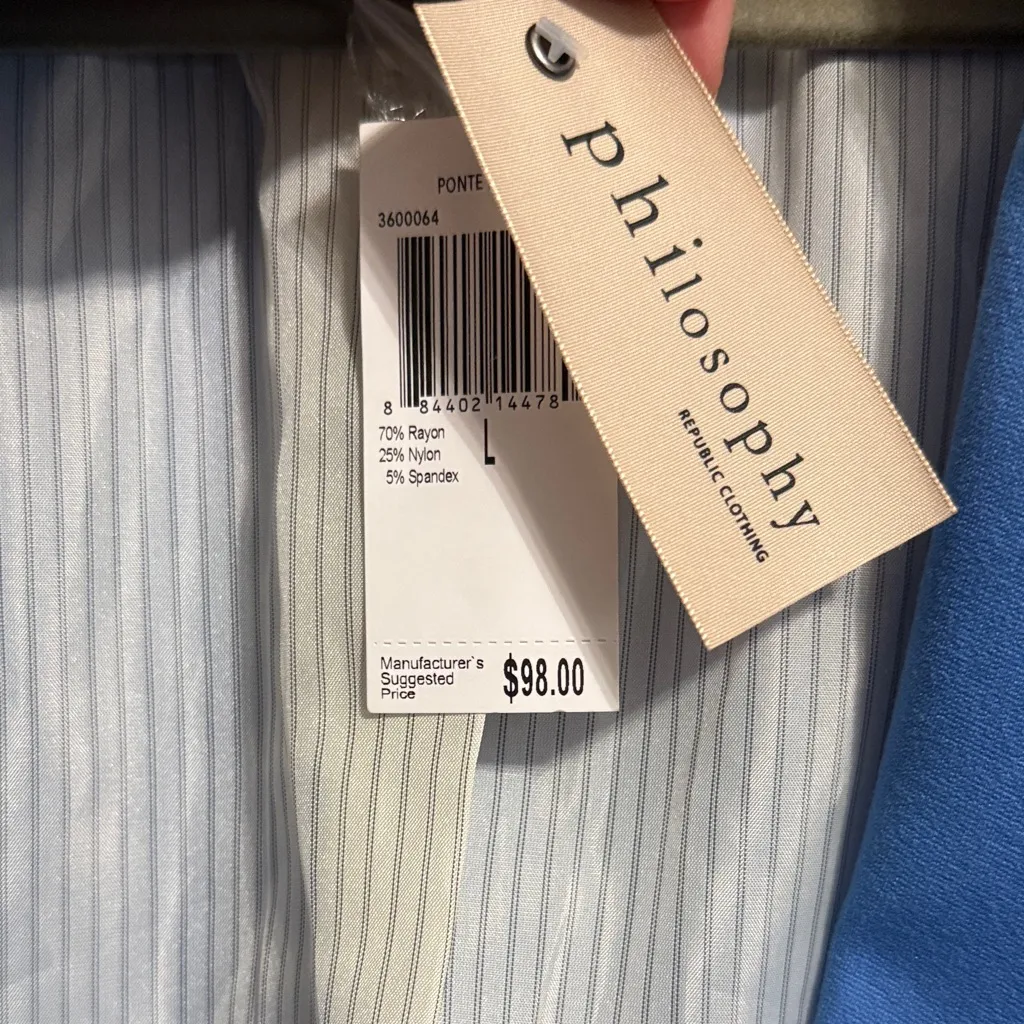 PONTE
3600064
8 84402 14478
70% Rayon
25% Nylon
5% Spandex
L
Manufacturer`s
Suggested
Price
$98.00
philosophy
REPUBLIC CLOTHING